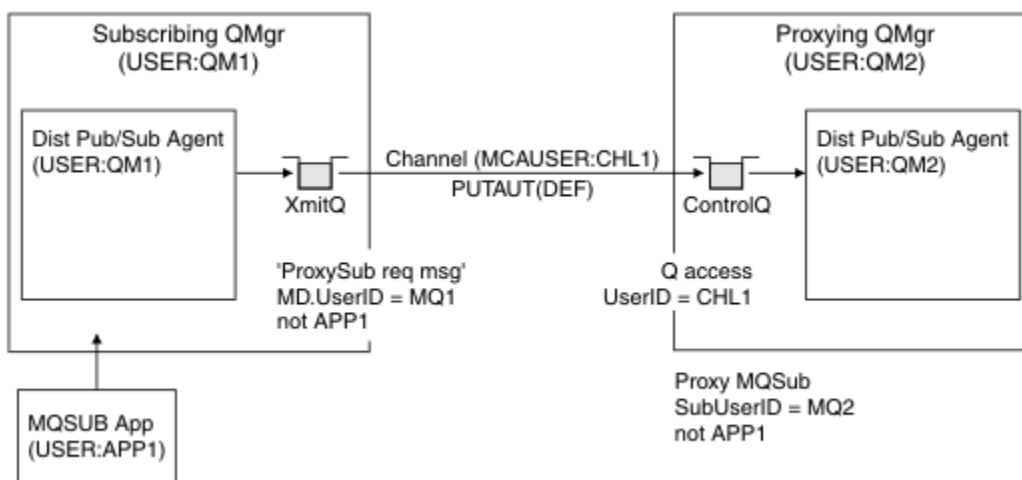 Subscribing QMgr
(USER:QM1)
Proxying QMgr
(USER:QM2)
Dist Pub/Sub Agent
(USER:QM1)
XmitQ
Channel (MCAUSER:CHL1)
PUTAUT(DEF)
ControlQ
Dist Pub/Sub Agent
(USER:QM2)
'ProxySub req msg'
MD.UserID = MQ1
not APP1
Q access
UserID = CHL1
MQSUB App
(USER:APP1)
Proxy MQSub
SubUserID = MQ2
not APP1